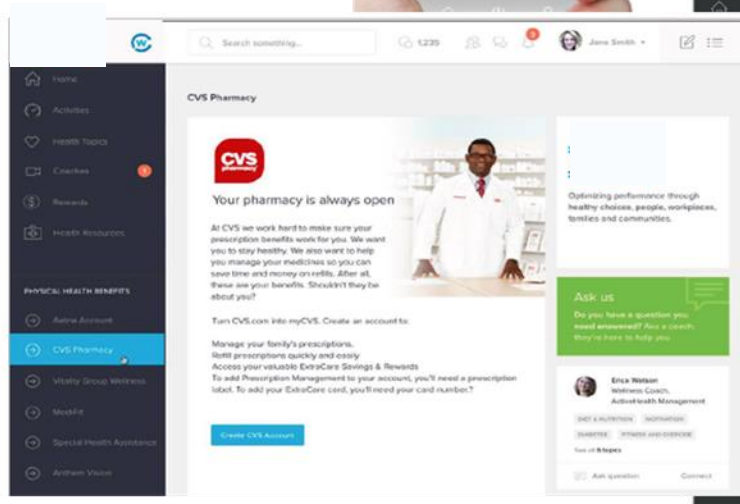 Search something...
1,235
3
Jane Smith
Home
Activities
Health Topics
Coaches
1
Rewards
Health Resources
PHYSICAL HEALTH BENEFITS
Aetna Account
CVS Pharmacy
Vitality Group Wellness
MediFit
Special Health Assistance
Anthem Vision
CVS Pharmacy
CVS
pharmacy
Your pharmacy is always open
At CVS we work hard to make sure your
prescription benefits work for you. We want
you to stay healthy. We also want to help
you manage your medicines so you can
save time and money on refills. After all,
these are your benefits. Shouldn't they be
about you?
Turn CVS.com into myCVS. Create an account to:
Manage your family's prescriptions.
Refill prescriptions quickly and easily
Access your valuable ExtraCare Savings & Rewards
To add Prescription Management to your account, you'll need a prescription
label. To add your ExtraCare card, you'll need your card number.?
Create CVS Account
Optimizing performance through
healthy choices, people, workplaces,
families and communities.
Ask us
Do you have a question you
need answered? Ask a coach,
they're here to help you
Erica Watson
Wellness Coach,
ActiveHealth Management
DIET & NUTRITION
MOTIVATION
DIABETES
FITNESS AND EXERCISE
See all 6 topics
Ask question
Connect